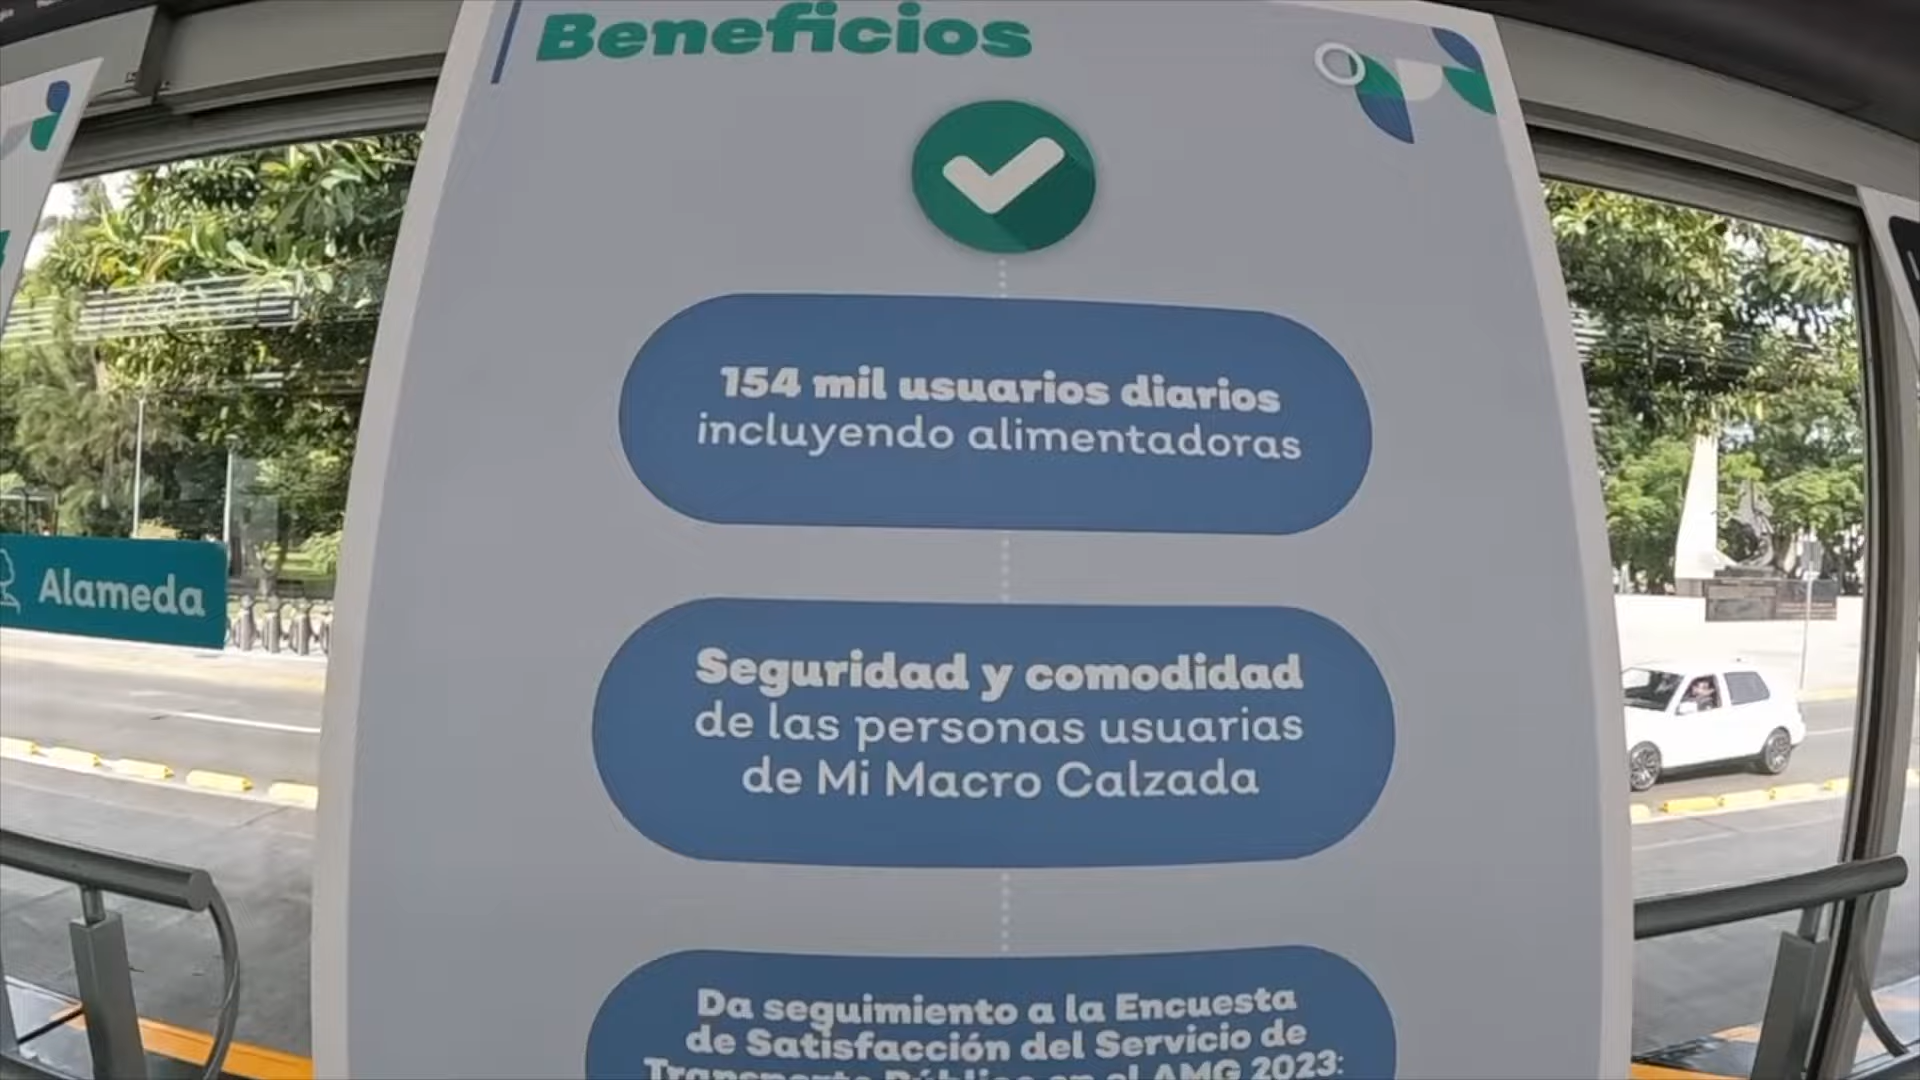 Beneficios
154 mil usuarios diarios
incluyendo alimentadoras
Alameda
Seguridad y comodidad
de las personas usuarias
de Mi Macro Calzada
Da seguimiento a la Encuesta
de Satisfacción del Servicio de
Transporte Público en el AMG 2023: